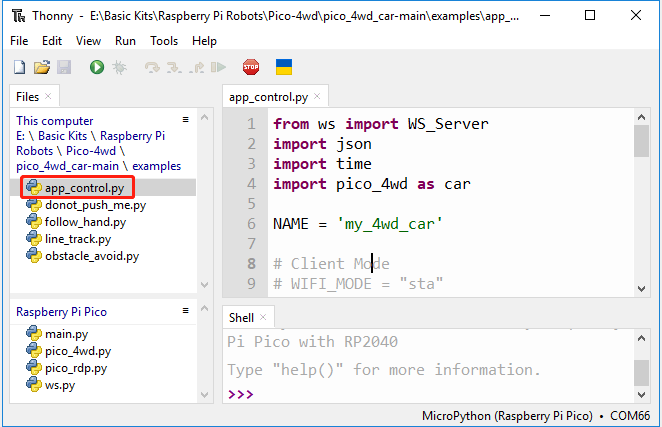 Thonny - E:\Basic Kits\Raspberry Pi Robots\Pico-4wd\pico_4wd_car-main\examples\app_...
File Edit View Run Tools Help
STOP
Files
This computer
E: \ Basic Kits \ Raspberry Pi
Robots \ Pico-4wd \
pico_4wd_car-main \ examples
app_control.py
donot_push_me.py
follow_hand.py
line_track.py
obstacle_avoid.py
Raspberry Pi Pico
main.py
pico_4wd.py
pico_rdp.py
ws.py
app_control.py
1 from ws import WS_Server
2 import json
3 import time
4 import pico_4wd as car
5
6 NAME = 'my_4wd_car'
7
8 # Client Mode
9 # WIFI_MODE = "sta"
Shell
Pi Pico with RP2040
Type "help()" for more information.
>>>
MicroPython (Raspberry Pi Pico) • COM66